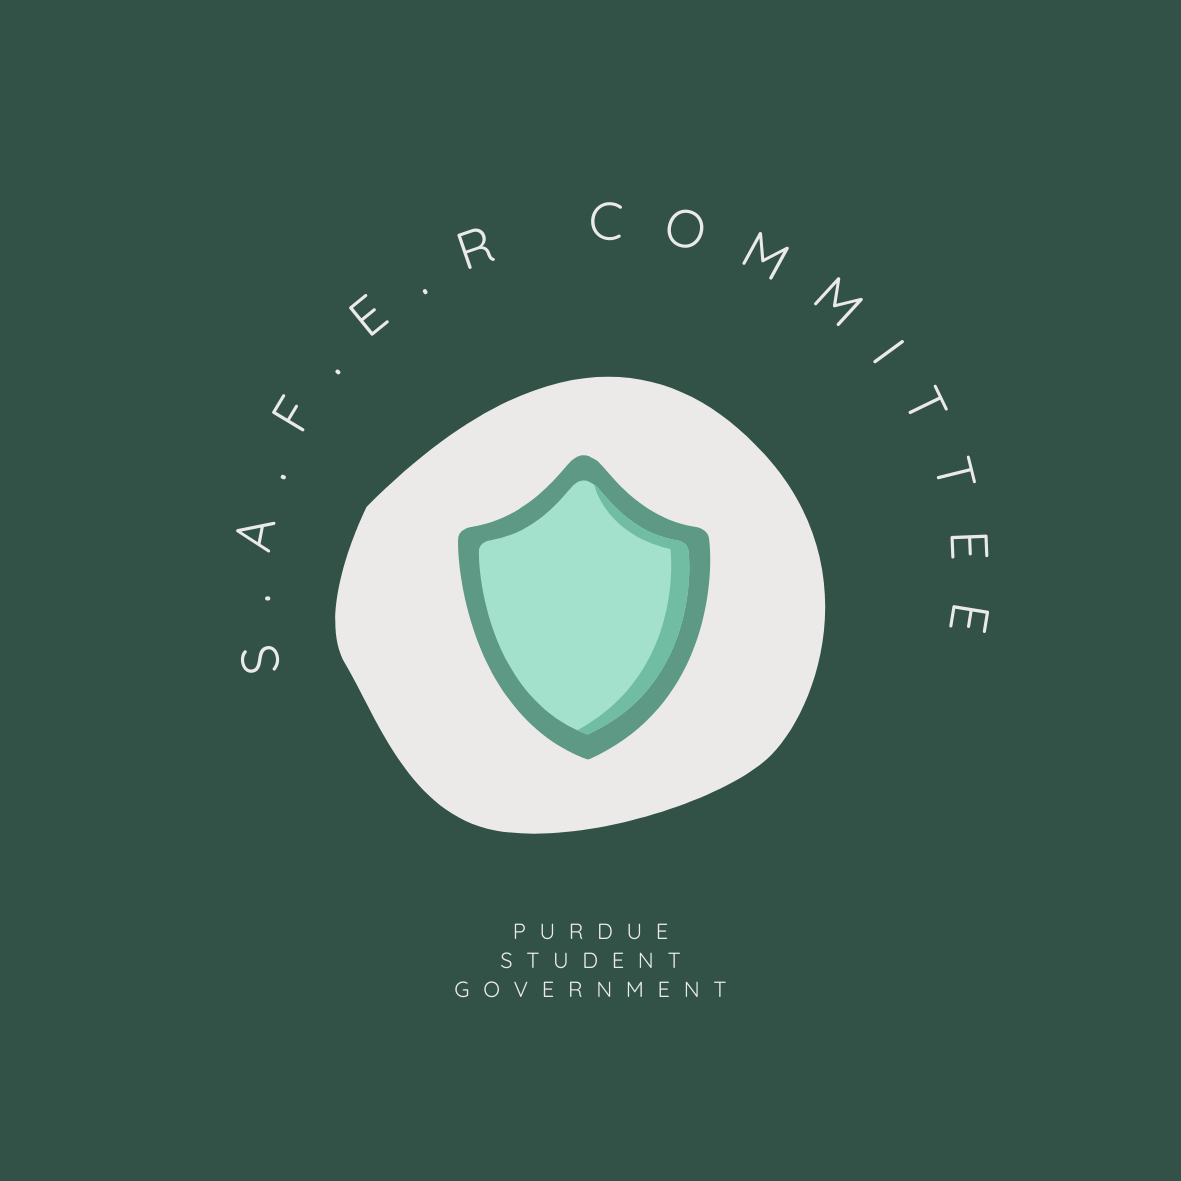 S.A.F.E.R COMMITTEE
PURDUE
STUDENT
GOVERNMENT